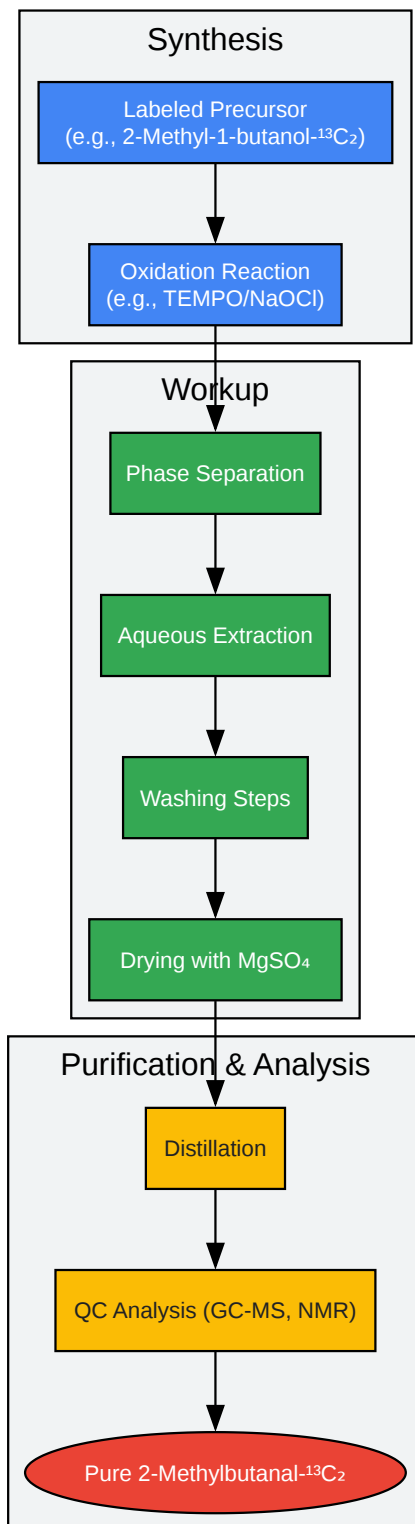 Synthesis
Labeled Precursor
(e.g., 2-Methyl-1-butanol-¹³C₂)
Oxidation Reaction
(e.g., TEMPO/NaOCl)
Workup
Phase Separation
Aqueous Extraction
Washing Steps
Drying with MgSO₄
Purification & Analysis
Distillation
QC Analysis (GC-MS, NMR)
Pure 2-Methylbutanal-¹³C₂